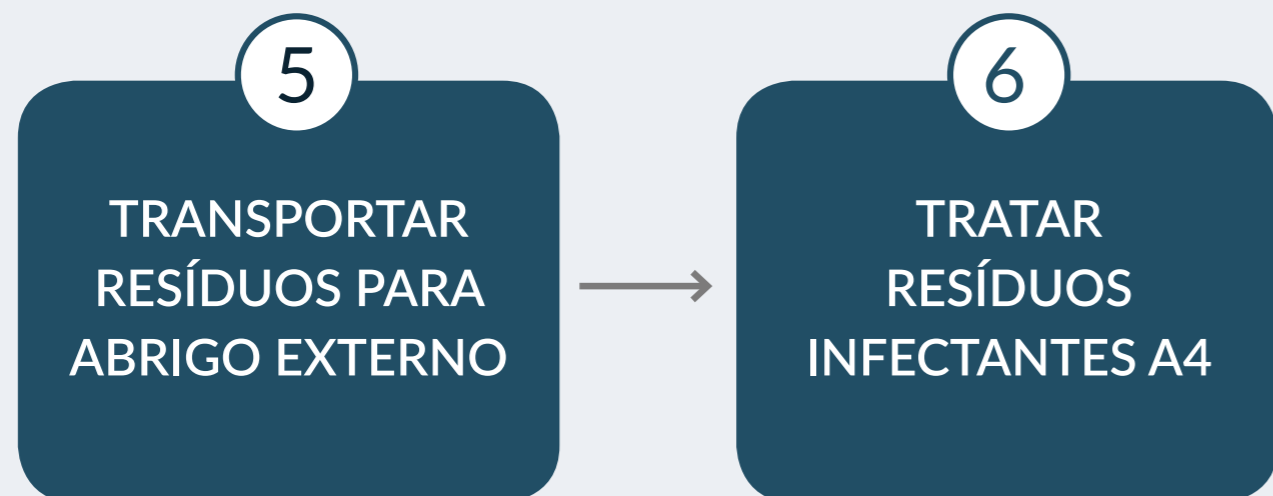 5
TRANSPORTAR
RESÍDUOS PARA
ABRIGO EXTERNO
6
TRATAR
RESÍDUOS
INFECTANTES A4